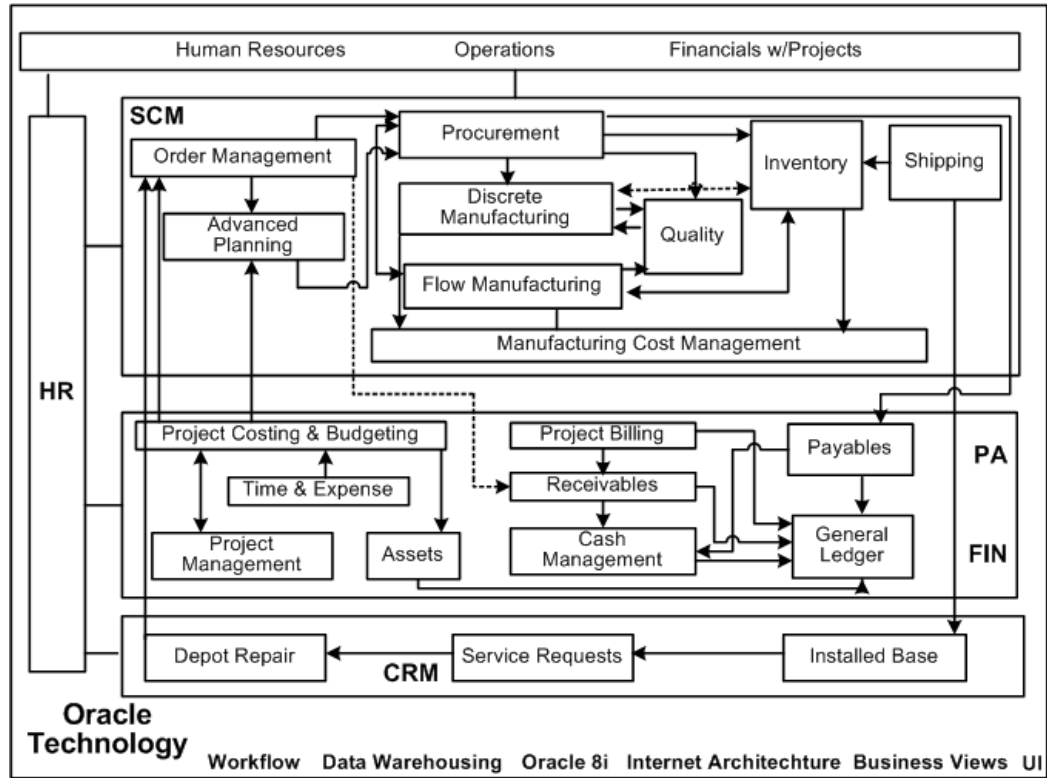 Human Resources Operations Financials w/Projects
SCM
Procurement
Order Management
Inventory
Shipping
Discrete
Manufacturing
Advanced
Planning
Quality
Flow Manufacturing
Manufacturing Cost Management
HR
Project Costing & Budgeting
Project Billing
Payables
PA
Time & Expense
Receivables
Project
Management
Assets
Cash
Management
General
Ledger
FIN
Depot Repair
Service Requests
Installed Base
CRM
Oracle
Technology
Workflow Data Warehousing Oracle 8i Internet Architechture Business Views UI